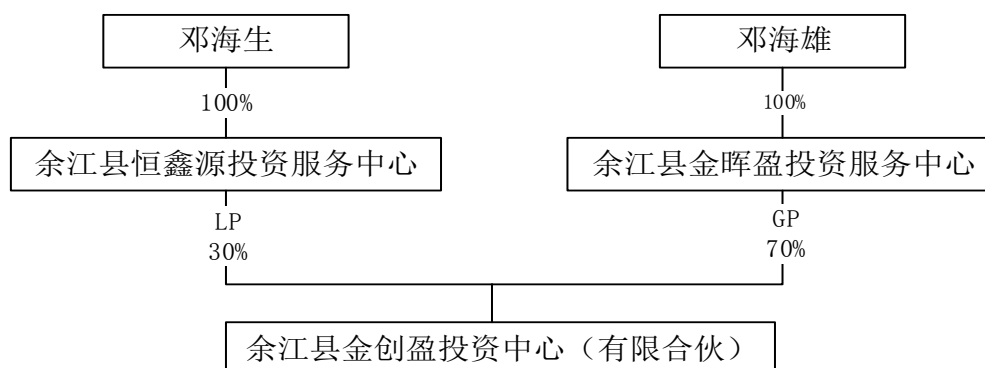 邓海生
邓海雄
100%
100%
余江县恒鑫源投资服务中心
余江县金晖盈投资服务中心
LP
GP
30%
70%
余江县金创盈投资中心（有限合伙）